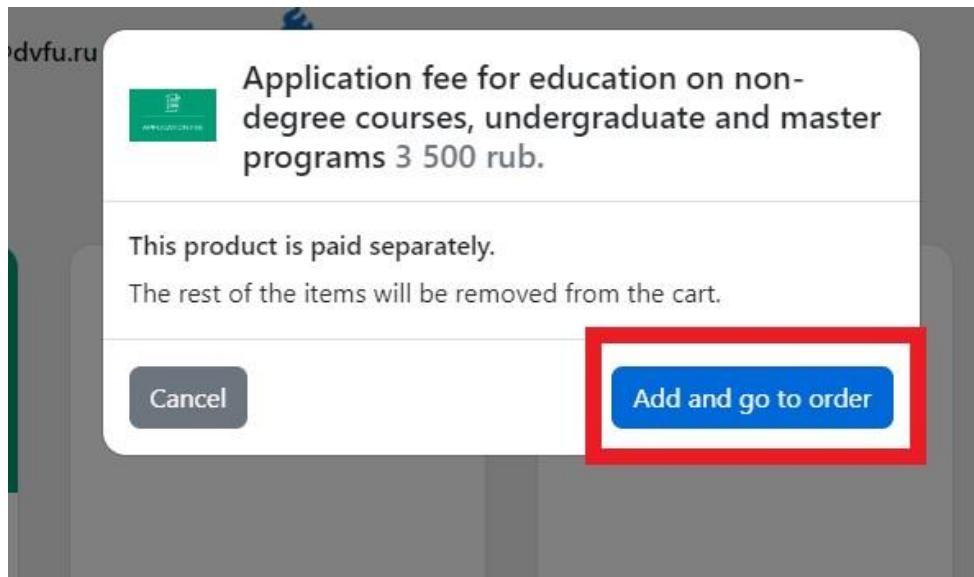 dvfu.ru
Application fee for education on non-
degree courses, undergraduate and master
programs 3 500 rub.
APPLICATION FEE
This product is paid separately.
The rest of the items will be removed from the cart.
Cancel
Add and go to order